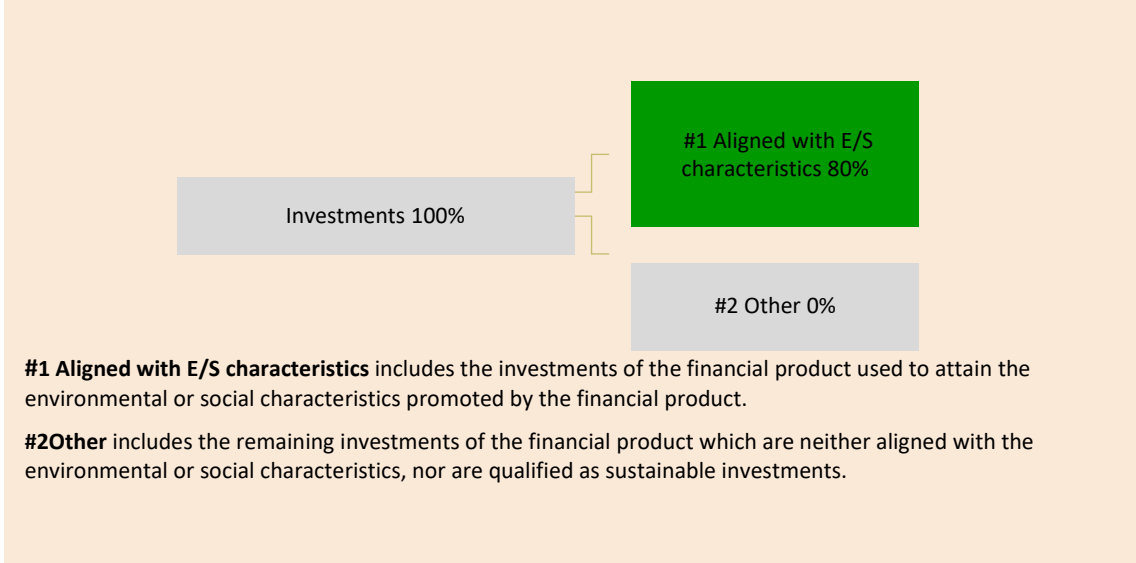 #1 Aligned with E/S
characteristics 80%
Investments 100%
#2 Other 0%
#1 Aligned with E/S characteristics includes the investments of the financial product used to attain the
environmental or social characteristics promoted by the financial product.
#2Other includes the remaining investments of the financial product which are neither aligned with the
environmental or social characteristics, nor are qualified as sustainable investments.